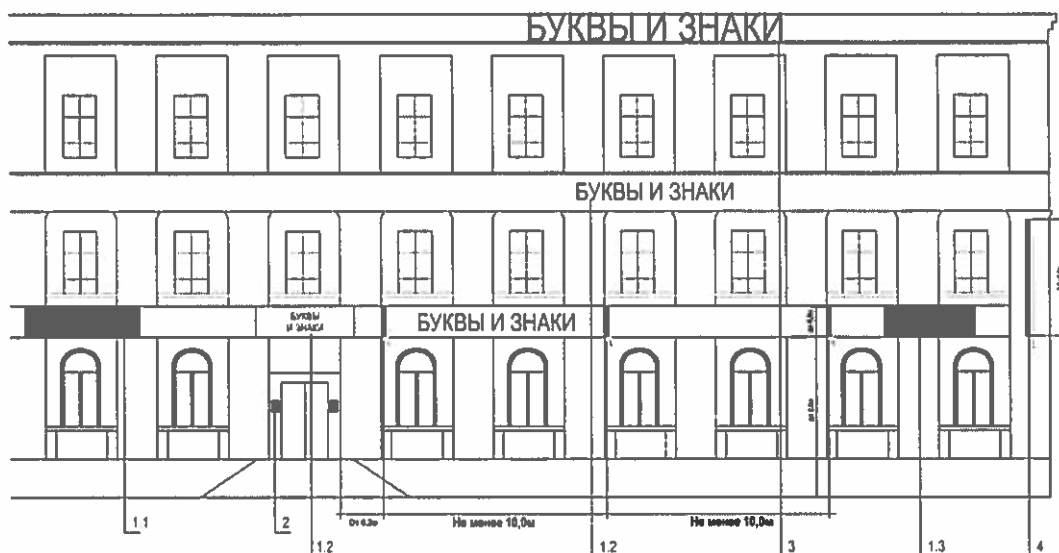 БУКВЫ И ЗНАКИ
БУКВЫ И ЗНАКИ
БУКВЫ
И ЗНАКИ
БУКВЫ И ЗНАКИ
Не менее 10,0м
Не менее 10,0м
1.1
2
1.2
1.2
3
1.3
4